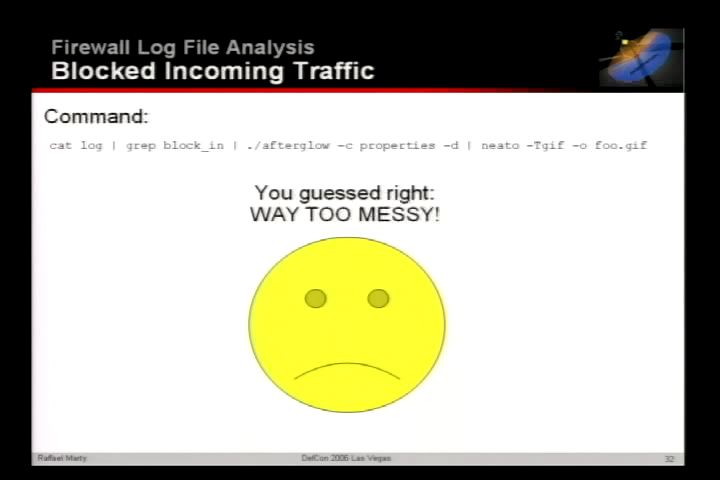 Firewall Log File Analysis
Blocked Incoming Traffic
Command:
cat log | grep block_in | ./afterglow -c properties -d | neato -Tgif -o foo.gif
You guessed right:
WAY TOO MESSY!
Raffael Marty
DefCon 2006 Las Vegas
32